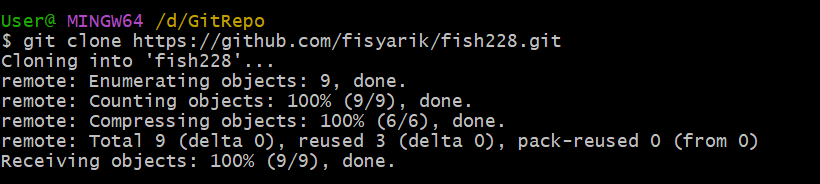 User@ MINGW64 /d/GitRepo
$ git clone https://github.com/fisyarik/fish228.git
Cloning into 'fish228'...
remote: Enumerating objects: 9, done.
remote: Counting objects: 100% (9/9), done.
remote: Compressing objects: 100% (6/6), done.
remote: Total 9 (delta 0), reused 3 (delta 0), pack-reused 0 (from 0)
Receiving objects: 100% (9/9), done.